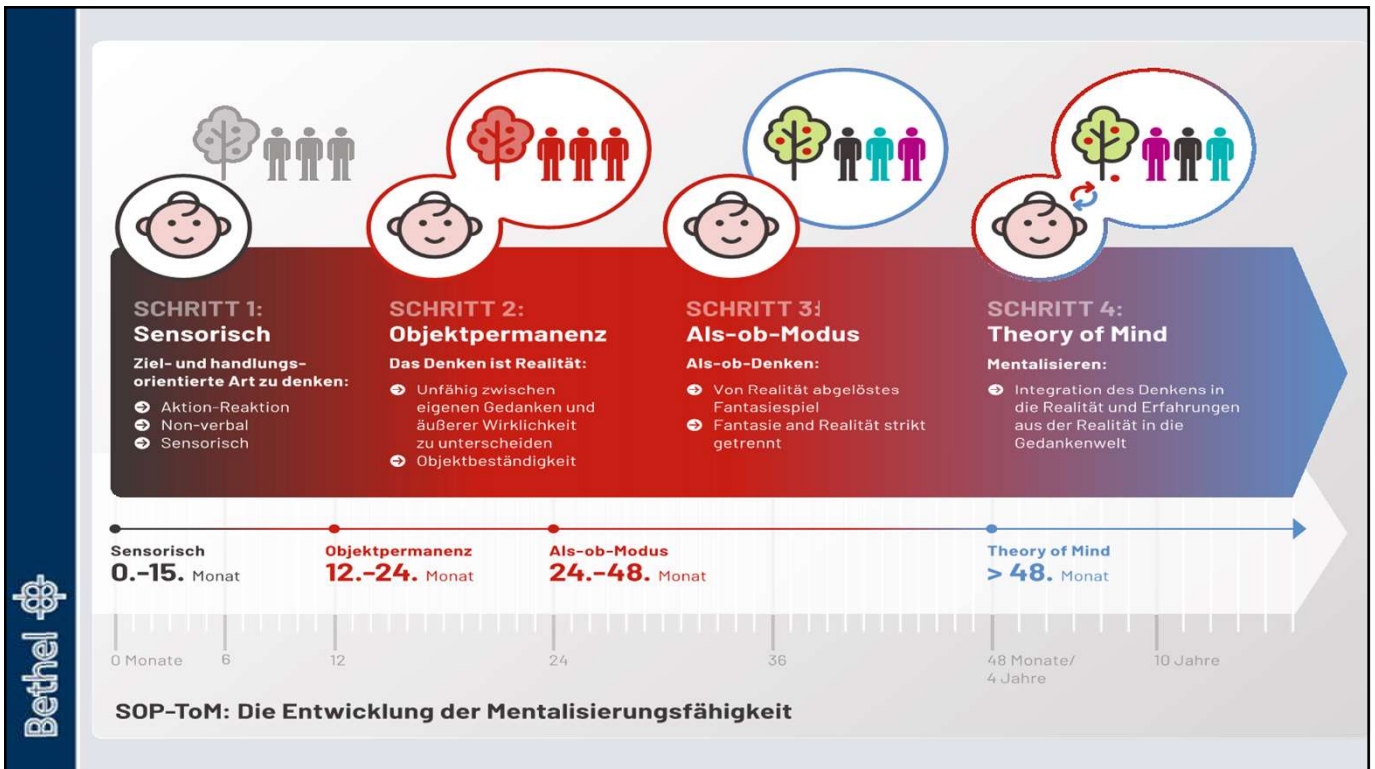 SCHRITT 1:
Sensorisch
Ziel- und handlungs-
orientierte Art zu denken:
Aktion-Reaktion
Non-verbal
Sensorisch
SCHRITT 2:
Objektpermanenz
Das Denken ist Realität:
Unfähig zwischen
eigenen Gedanken und
äußerer Wirklichkeit
zu unterscheiden
Objektbeständigkeit
SCHRITT 3:
Als-ob-Modus
Als-ob-Denken:
Von Realität abgelöstes
Fantasiespiel
Fantasie and Realität strikt
getrennt
SCHRITT 4:
Theory of Mind
Mentalisieren:
Integration des Denkens in
die Realität und Erfahrungen
aus der Realität in die
Gedankenwelt
Sensorisch
0.-15. Monat
Objektpermanenz
12.-24. Monat
Als-ob-Modus
24.-48. Monat
Theory of Mind
> 48. Monat
0 Monate 6 12 24 36 48 Monate/ 10 Jahre
4 Jahre
SOP-ToM: Die Entwicklung der Mentalisierungsfähigkeit
Bethel